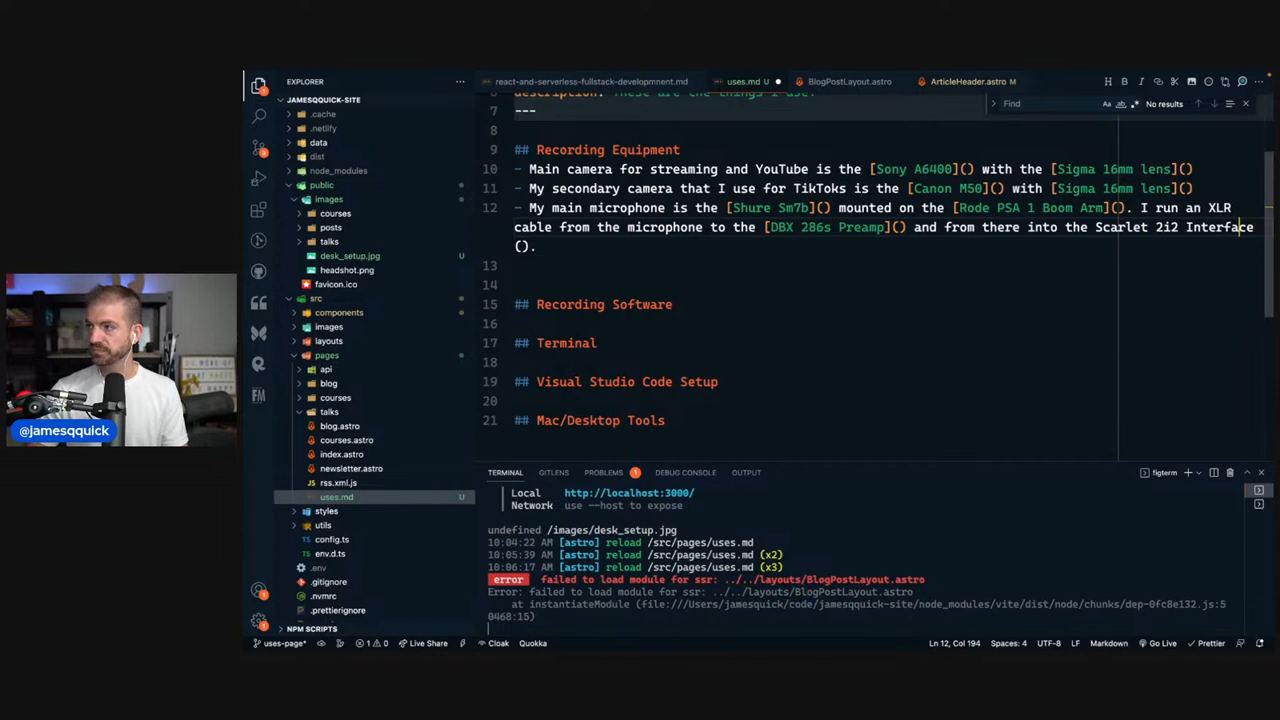 EXPLORER
JAMESQQUICK-SITE
.cache
.netlify
data
dist
node_modules
public
images
courses
posts
talks
desk_setup.jpg U
headshot.png
favicon.ico
src
components
images
layouts
pages
api
blog
courses
talks
blog.astro
courses.astro
index.astro
newsletter.astro
rss.xml.js
uses.md U
styles
utils
config.ts
env.d.ts
.env
.gitignore
.nvmrc
.prettierignore
NPM SCRIPTS
react-and-serverless-fullstack-developmnent.md
uses.md U
BlogPostLayout.astro
ArticleHeader.astro M
Find
Aa
ab
No results
description: "These are the things I use."
7 ---
8
9 ## Recording Equipment
10 - Main camera for streaming and YouTube is the [Sony A6400]() with the [Sigma 16mm lens]()
11 - My secondary camera that I use for TikToks is the [Canon M50]() with [Sigma 16mm lens]()
12 - My main microphone is the [Shure Sm7b]() mounted on the [Rode PSA 1 Boom Arm](). I run an XLR
cable from the microphone to the [DBX 286s Preamp]() and from there into the Scarlet 2i2 Interface
().
13
14
15 ## Recording Software
16
17 ## Terminal
18
19 ## Visual Studio Code Setup
20
21 ## Mac/Desktop Tools
TERMINAL GITLENS PROBLEMS 1 DEBUG CONSOLE OUTPUT
figterm
Local http://localhost:3000/
Network use --host to expose
undefined /images/desk_setup.jpg
10:04:22 AM [astro] reload /src/pages/uses.md
10:05:39 AM [astro] reload /src/pages/uses.md (x2)
10:06:17 AM [astro] reload /src/pages/uses.md (x3)
error failed to load module for ssr: ../../layouts/BlogPostLayout.astro
Error: failed to load module for ssr: ../../layouts/BlogPostLayout.astro
at instantiateModule (file:///Users/jamesquick/code/jamesqquick-site/node_modules/vite/dist/node/chunks/dep-0fc8e132.js:5
0468:15)
uses-page* 1 0 Live Share Cloak Quokka Ln 12, Col 194 Spaces: 4 UTF-8 LF Markdown Go Live Prettier
@jamesqquick